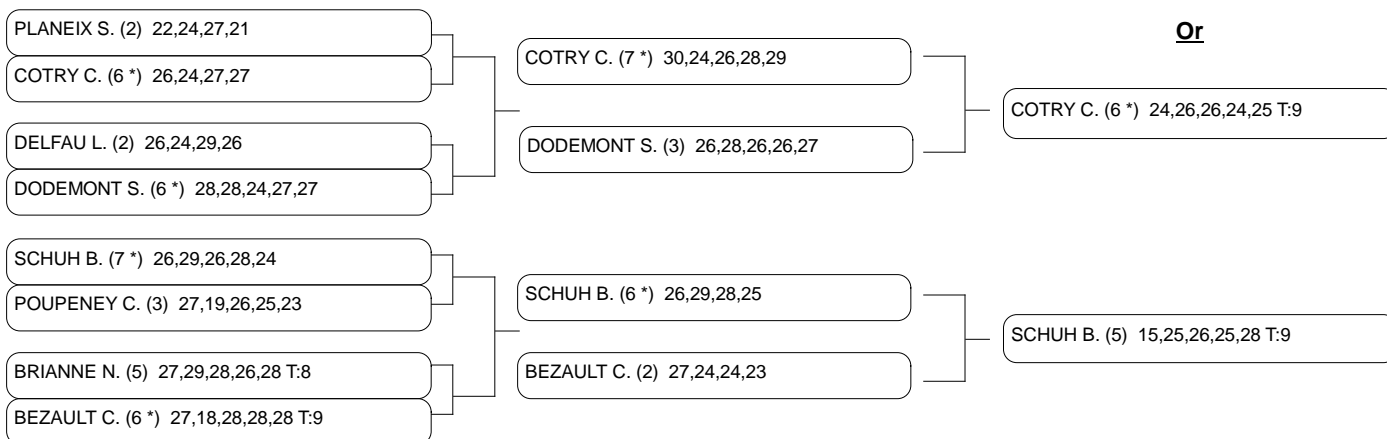 PLANEIX S. (2) 22,24,27,21
COTRY C. (6 *) 26,24,27,27
DELFAU L. (2) 26,24,29,26
DODEMONT S. (6 *) 28,28,24,27,27
SCHUH B. (7 *) 26,29,26,28,24
POUPENEY C. (3) 27,19,26,25,23
BRIANNE N. (5) 27,29,28,26,28 T:8
BEZAULT C. (6 *) 27,18,28,28,28 T:9
COTRY C. (7 *) 30,24,26,28,29
DODEMONT S. (3) 26,28,26,26,27
SCHUH B. (6 *) 26,29,28,25
BEZAULT C. (2) 27,24,24,23
Or
COTRY C. (6 *) 24,26,26,24,25 T:9
SCHUH B. (5) 15,25,26,25,28 T:9